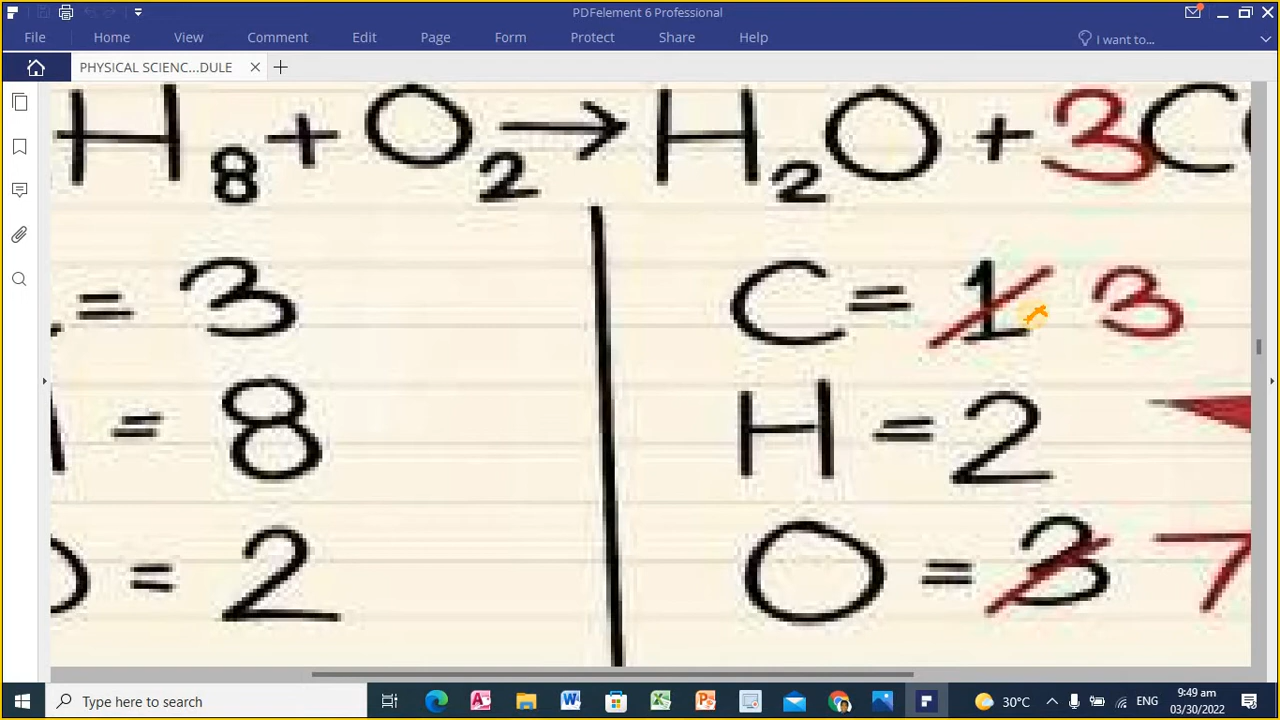 PDFelement 6 Professional
File Home View Comment Edit Page Form Protect Share Help I want to...
PHYSICAL SCIENC...DULE
H8 + O2 → H2O + 3C
= 3
C = 1 3
= 8
H = 2
= 2
O = 3 7
Type here to search
30°C ENG 9:49 am
03/30/2022